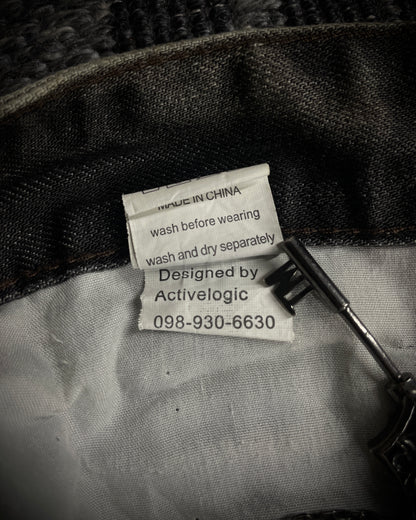 MADE IN CHINA
wash before wearing
wash and dry separately
Designed by
Activelogic
098-930-6630